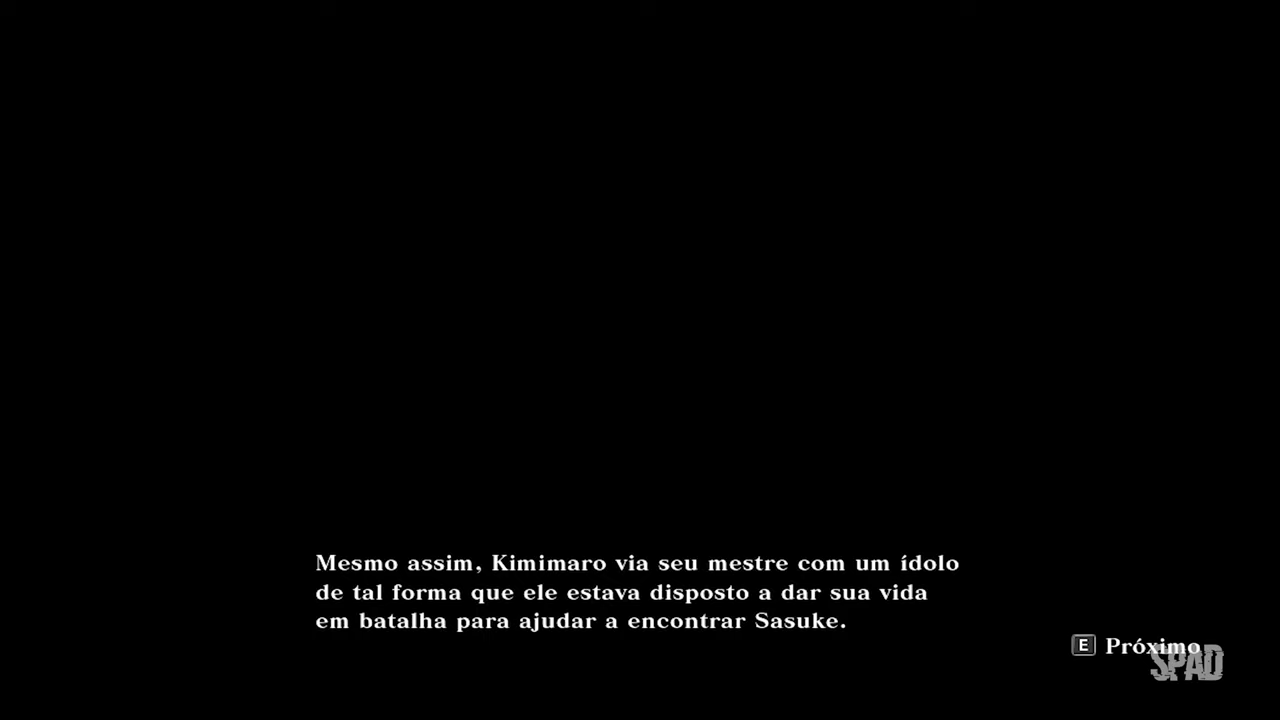 Mesmo assim, Kimimaro via seu mestre com um ídolo
de tal forma que ele estava disposto a dar sua vida
em batalha para ajudar a encontrar Sasuke.
E Próximo
SPAD